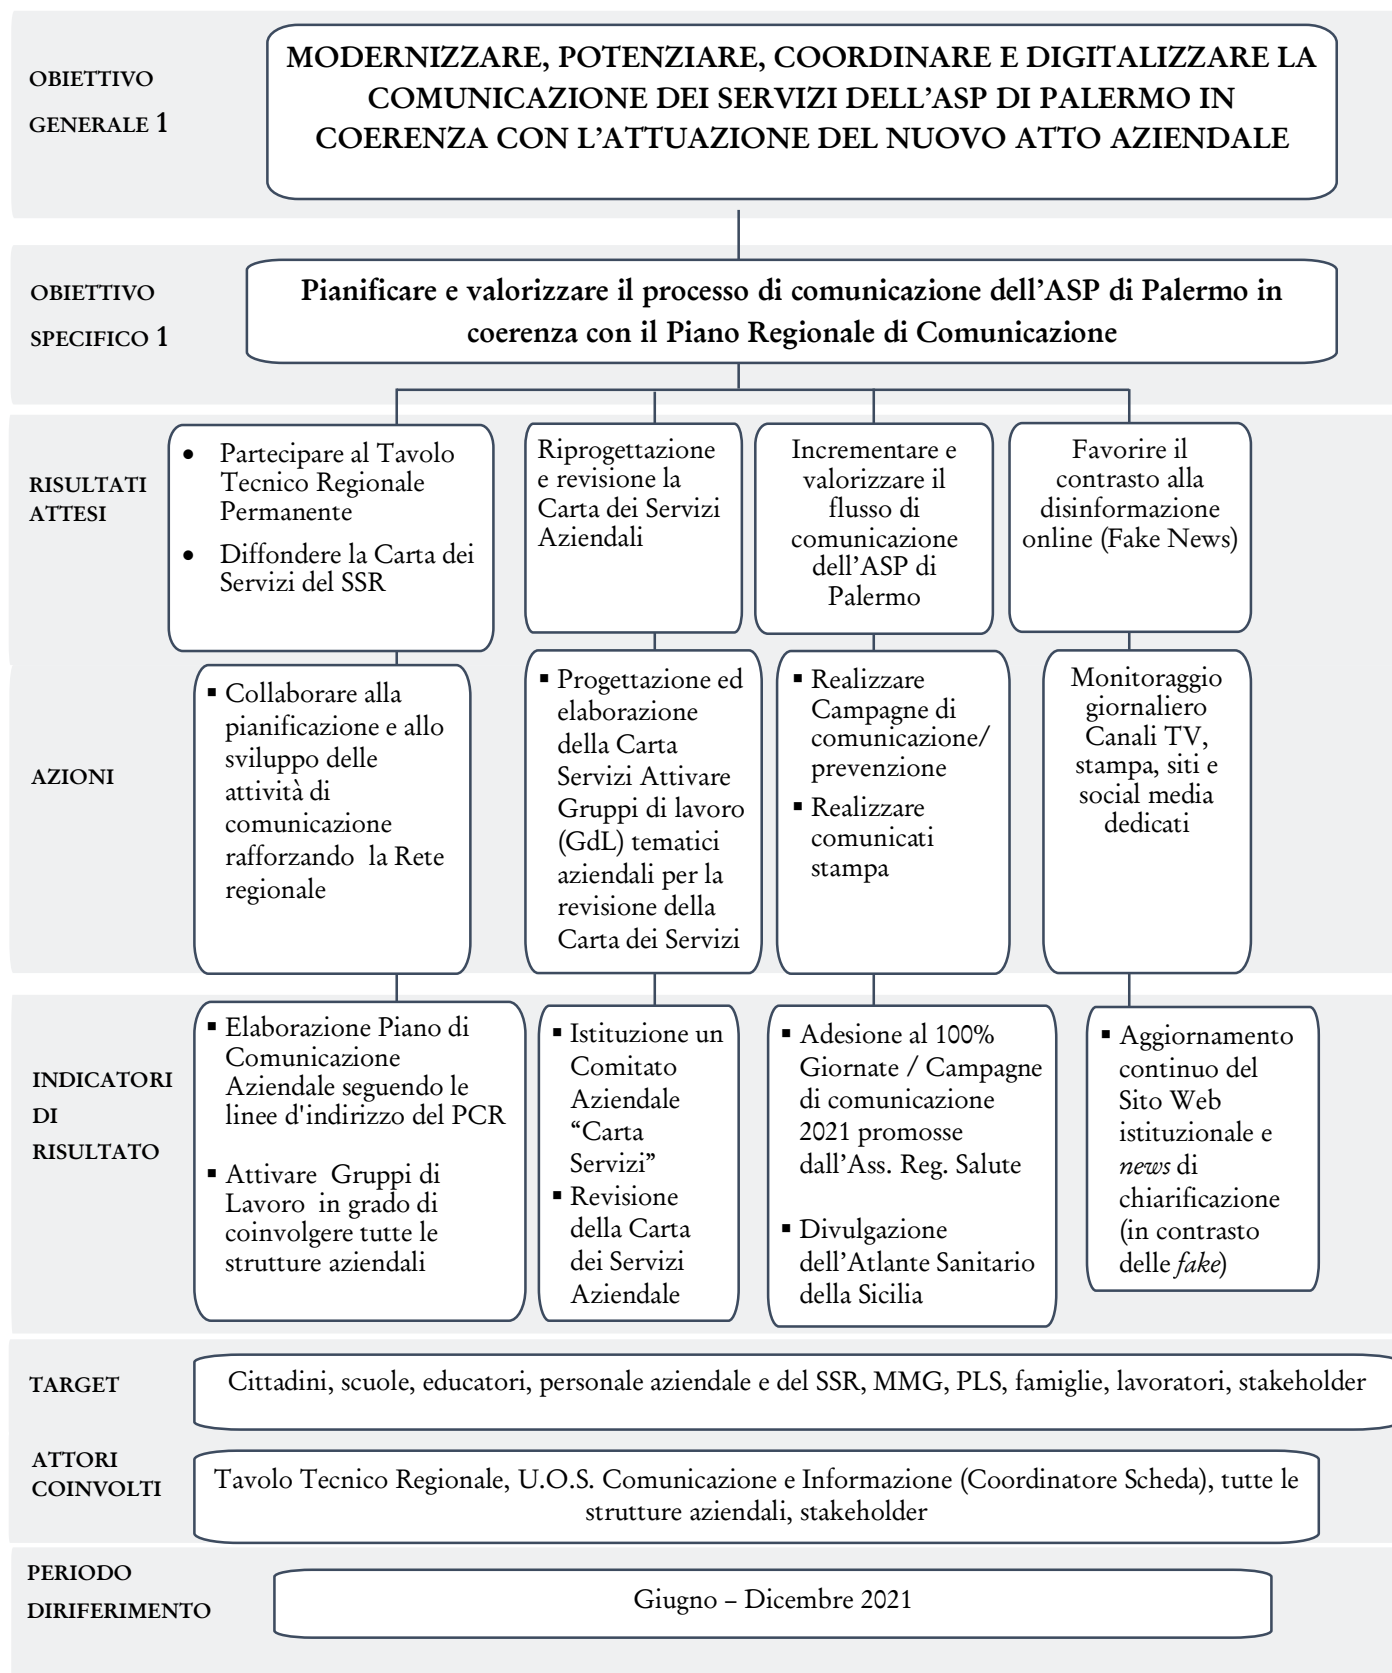 OBIETTIVO
GENERALE 1
MODERNIZZARE, POTENZIARE, COORDINARE E DIGITALIZZARE LA
COMUNICAZIONE DEI SERVIZI DELL’ASP DI PALERMO IN
COERENZA CON L’ATTUAZIONE DEL NUOVO ATTO AZIENDALE
OBIETTIVO
SPECIFICO 1
Pianificare e valorizzare il processo di comunicazione dell’ASP di Palermo in
coerenza con il Piano Regionale di Comunicazione
RISULTATI
ATTESI
• Partecipare al Tavolo
Tecnico Regionale
Permanente
• Diffondere la Carta dei
Servizi del SSR
Riprogettazione
e revisione la
Carta dei Servizi
Aziendali
Incrementare e
valorizzare il
flusso di
comunicazione
dell’ASP di
Palermo
Favorire il
contrasto alla
disinformazione
online (Fake News)
AZIONI
▪ Collaborare alla
pianificazione e allo
sviluppo delle
attività di
comunicazione
rafforzando la Rete
regionale
▪ Progettazione ed
elaborazione
della Carta
Servizi Attivare
Gruppi di lavoro
(GdL) tematici
aziendali per la
revisione della
Carta dei Servizi
▪ Realizzare
Campagne di
comunicazione/
prevenzione
▪ Realizzare
comunicati
stampa
Monitoraggio
giornaliero
Canali TV,
stampa, siti e
social media
dedicati
INDICATORI
DI
RISULTATO
▪ Elaborazione Piano di
Comunicazione
Aziendale seguendo le
linee d'indirizzo del PCR
▪ Attivare Gruppi di
Lavoro in grado di
coinvolgere tutte le
strutture aziendali
▪ Istituzione un
Comitato
Aziendale
“Carta
Servizi”
▪ Revisione
della Carta
dei Servizi
Aziendale
▪ Adesione al 100%
Giornate / Campagne
di comunicazione
2021 promosse
dall’Ass. Reg. Salute
▪ Divulgazione
dell’Atlante Sanitario
della Sicilia
▪ Aggiornamento
continuo del
Sito Web
istituzionale e
news di
chiarificazione
(in contrasto
delle fake)
TARGET
Cittadini, scuole, educatori, personale aziendale e del SSR, MMG, PLS, famiglie, lavoratori, stakeholder
ATTORI
COINVOLTI
Tavolo Tecnico Regionale, U.O.S. Comunicazione e Informazione (Coordinatore Scheda), tutte le
strutture aziendali, stakeholder
PERIODO
DIRIFERIMENTO
Giugno – Dicembre 2021